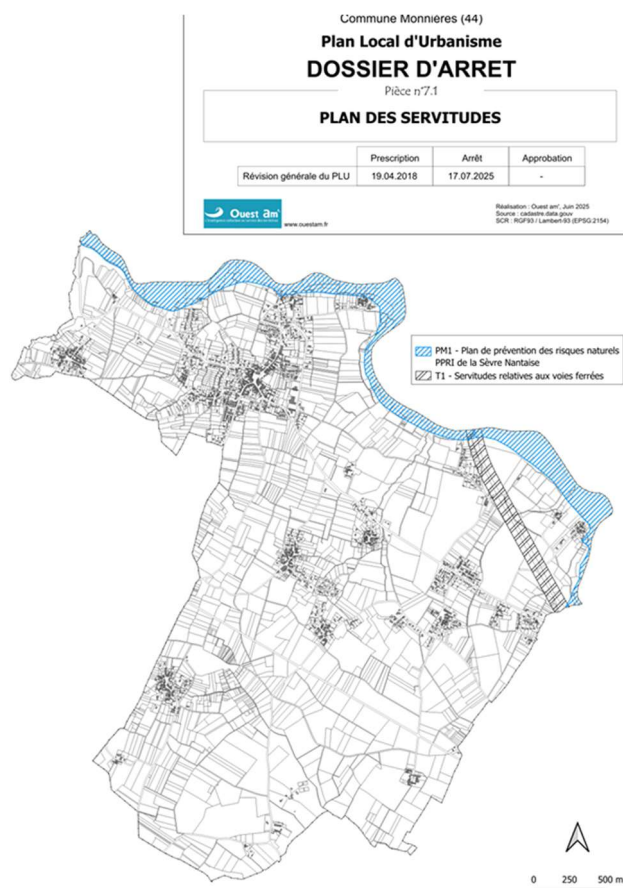 Commune Monnières (44)
Plan Local d'Urbanisme
DOSSIER D'ARRET
Pièce n°7.1
PLAN DES SERVITUDES
Prescription Arrêt Approbation
Révision générale du PLU 19.04.2018 17.07.2025 -
Ouest am'
www.ouestam.fr
Réalisation : Ouest am', Juin 2025
Source : cadastre.data.gouv
SCR : RGF93 / Lambert-93 (EPSG:2154)
PM1 - Plan de prévention des risques naturels
PPRI de la Sèvre Nantaise
T1 - Servitudes relatives aux voies ferrées
0 250 500 m